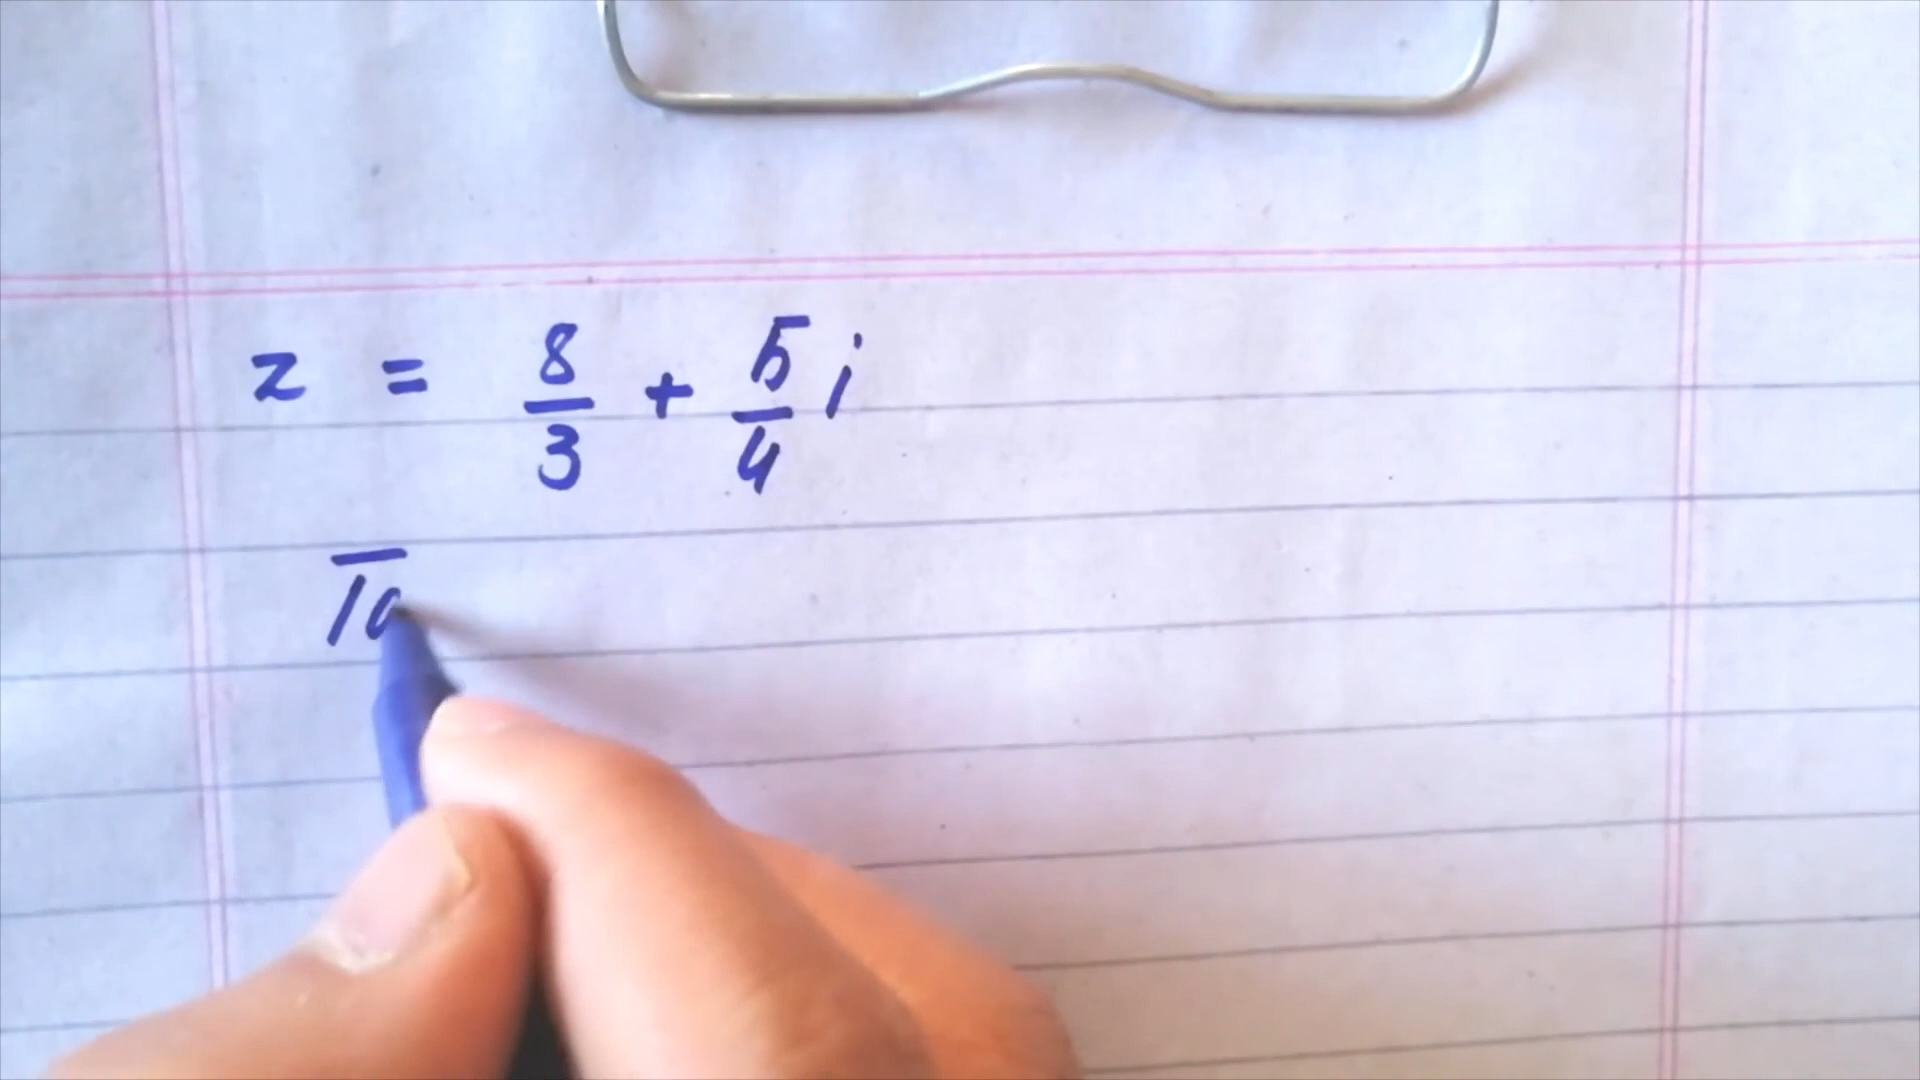 z = 8/3 + 5/4 i